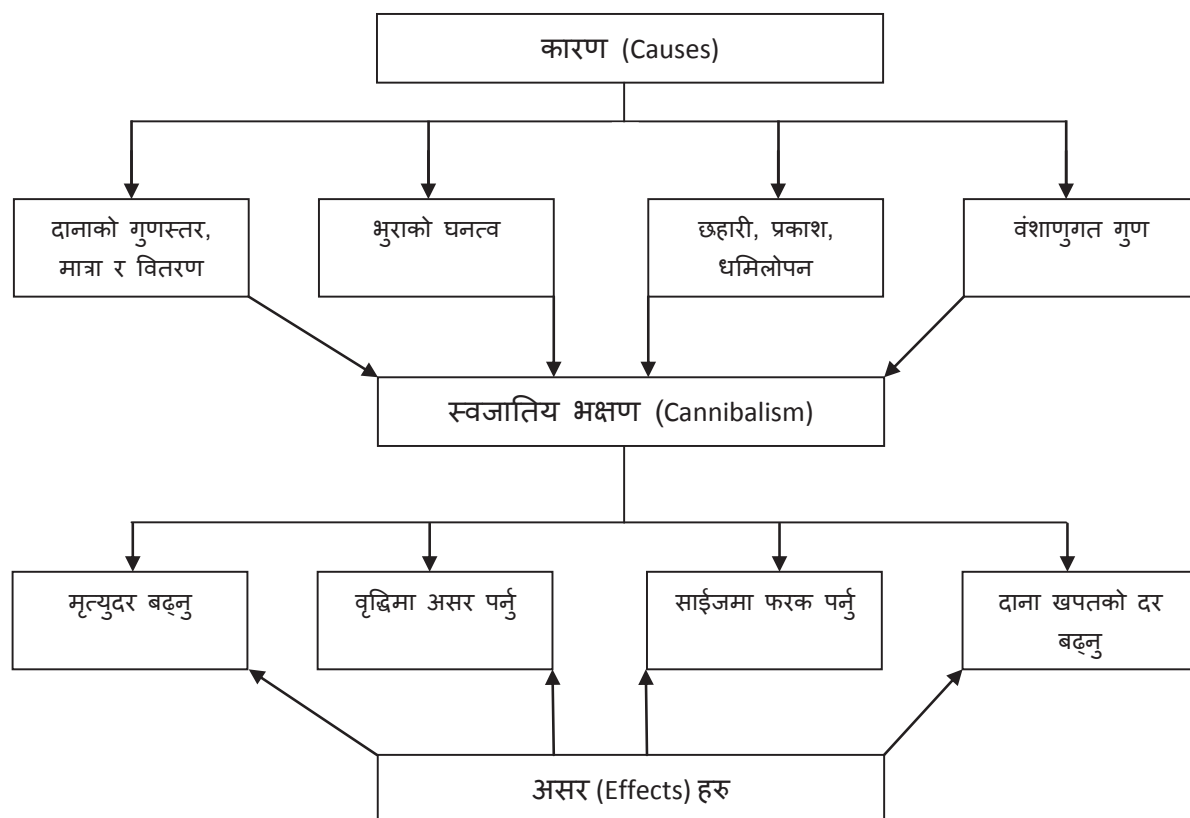 कारण (Causes)
दानाको गुणस्तर,
मात्रा र वितरण
भुराको घनत्व
छहारी, प्रकाश,
धमिलोपन
वंशाणुगत गुण
स्वजातिय भक्षण (Cannibalism)
मृत्युदर बढ्नु
वृद्धिमा असर पर्नु
साईजमा फरक पर्नु
दाना खपतको दर
बढ्नु
असर (Effects) हरु